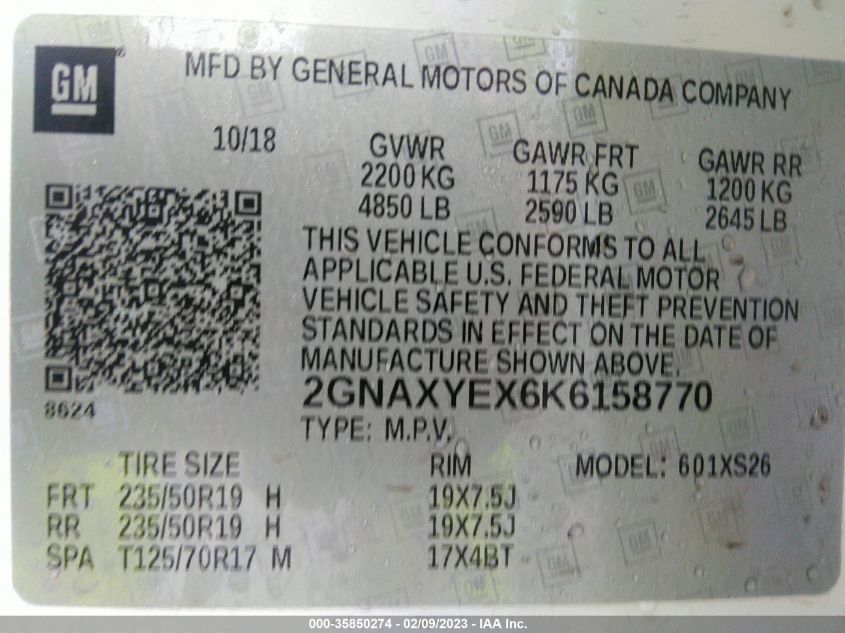 GM®
MFD BY GENERAL MOTORS OF CANADA COMPANY
10/18
GVWR GAWR FRT GAWR RR
2200 KG 1175 KG 1200 KG
4850 LB 2590 LB 2645 LB
THIS VEHICLE CONFORMS TO ALL
APPLICABLE U.S. FEDERAL MOTOR
VEHICLE SAFETY AND THEFT PREVENTION
STANDARDS IN EFFECT ON THE DATE OF
MANUFACTURE SHOWN ABOVE.
2GNAXYEX6K6158770
8624
TYPE: M.P.V.
TIRE SIZE RIM MODEL: 601XS26
FRT 235/50R19 H 19X7.5J
RR 235/50R19 H 19X7.5J
SPA T125/70R17 M 17X4BT
000-35850274 - 02/09/2023 - IAA Inc.